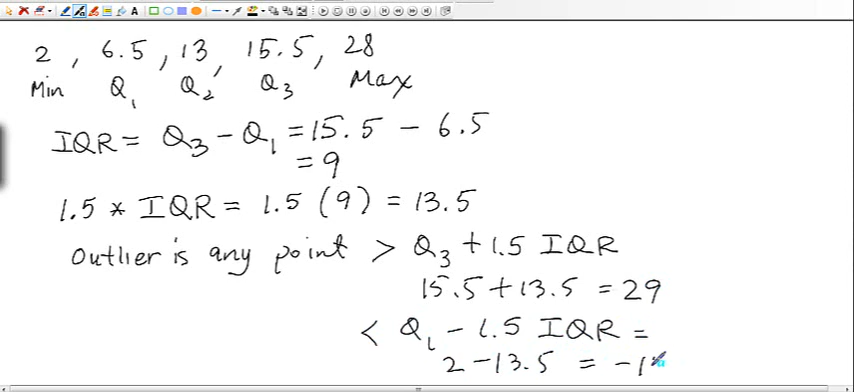 2 , 6.5 , 13 , 15.5 , 28
Min Q1 Q2 Q3 Max
IQR = Q3 - Q1 = 15.5 - 6.5
= 9
1.5 * IQR = 1.5 (9) = 13.5
Outlier is any point > Q3 + 1.5 IQR
15.5 + 13.5 = 29
< Q1 - 1.5 IQR =
2 - 13.5 = -1